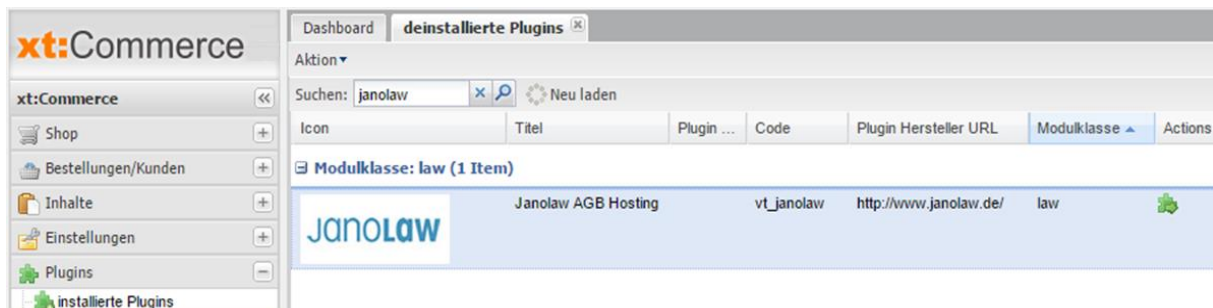 xt:Commerce
Dashboard
deinstallierte Plugins
Aktion
Suchen: janolaw
Neu laden
Icon Titel Plugin ... Code Plugin Hersteller URL Modulklasse Actions
Modulklasse: law (1 Item)
Janolaw
Janolaw AGB Hosting vt_janolaw http://www.janolaw.de/ law
xt:Commerce
Shop
Bestellungen/Kunden
Inhalte
Einstellungen
Plugins
installierte Plugins